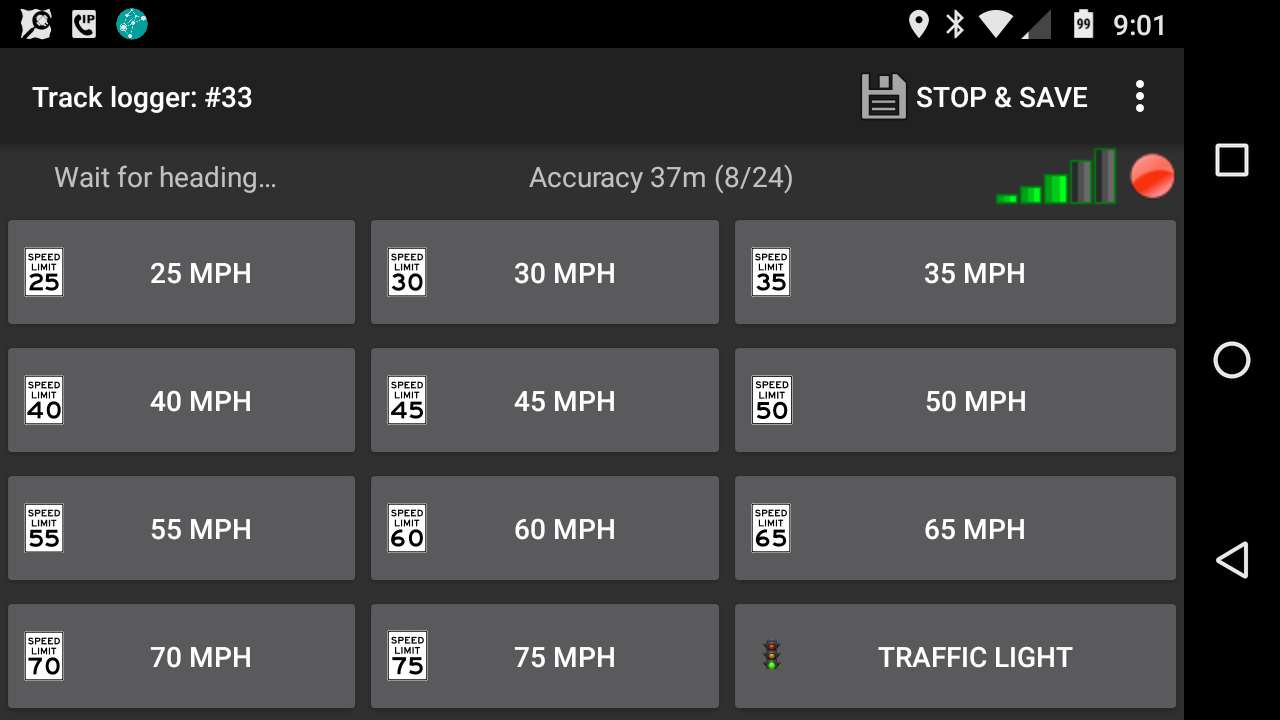 IP
99
9:01
Track logger: #33
STOP & SAVE
Wait for heading...
Accuracy 37m (8/24)
SPEED LIMIT 25
25 MPH
SPEED LIMIT 30
30 MPH
SPEED LIMIT 35
35 MPH
SPEED LIMIT 40
40 MPH
SPEED LIMIT 45
45 MPH
SPEED LIMIT 50
50 MPH
SPEED LIMIT 55
55 MPH
SPEED LIMIT 60
60 MPH
SPEED LIMIT 65
65 MPH
SPEED LIMIT 70
70 MPH
SPEED LIMIT 75
75 MPH
TRAFFIC LIGHT